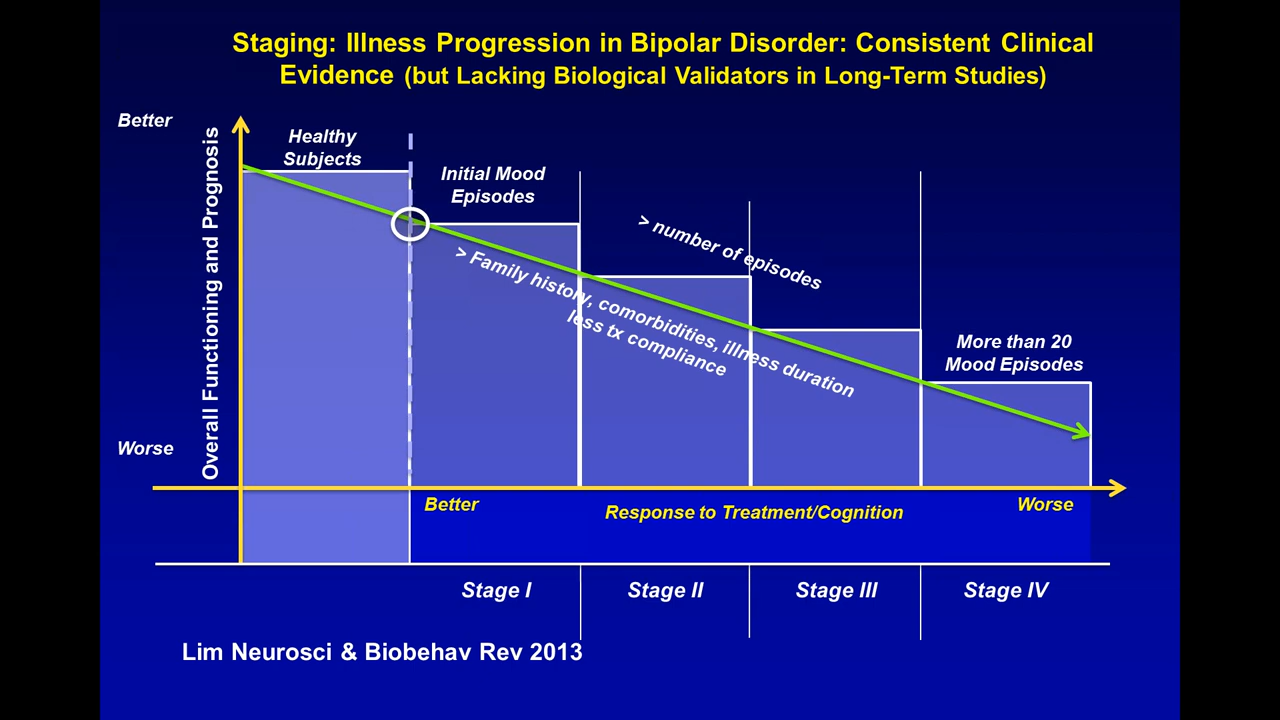 Staging: Illness Progression in Bipolar Disorder: Consistent Clinical
Evidence (but Lacking Biological Validators in Long-Term Studies)
Better
Overall Functioning and Prognosis
Worse
Healthy
Subjects
Initial Mood
Episodes
> number of episodes
> Family history, comorbidities, illness duration
less tx compliance
More than 20
Mood Episodes
Better
Response to Treatment/Cognition
Worse
Stage I
Stage II
Stage III
Stage IV
Lim Neurosci & Biobehav Rev 2013